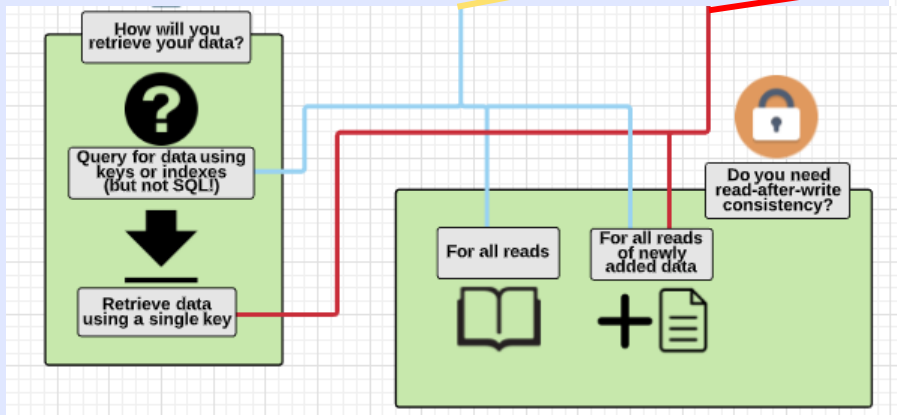 How will you
retrieve your data?
?
Query for data using
keys or indexes
(but not SQL!)
Retrieve data
using a single key
Do you need
read-after-write
consistency?
For all reads
For all reads
of newly
added data